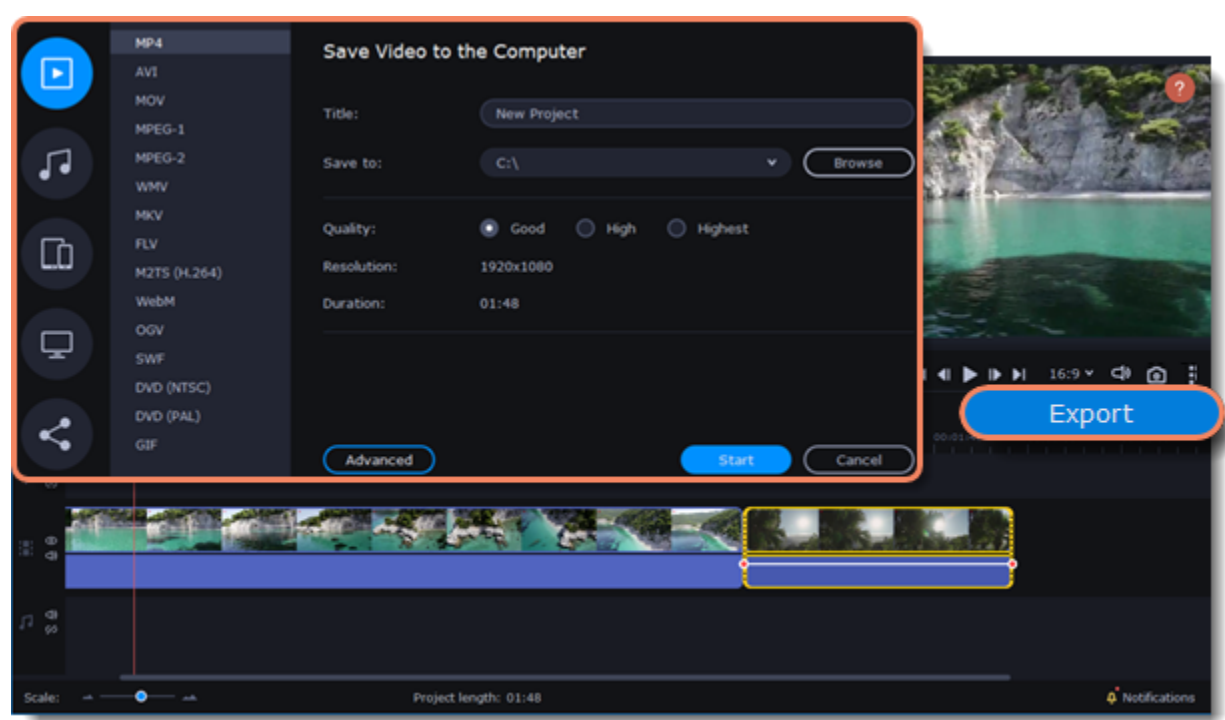 MP4
AVI
MOV
MPEG-1
MPEG-2
WMV
MKV
FLV
M2TS (H.264)
WebM
OGV
SWF
DVD (NTSC)
DVD (PAL)
GIF
Save Video to the Computer
Title: New Project
Save to: C:\ Browse
Quality: Good High Highest
Resolution: 1920x1080
Duration: 01:48
Advanced Start Cancel
?
16:9
Export
Scale: Project length: 01:48 Notifications